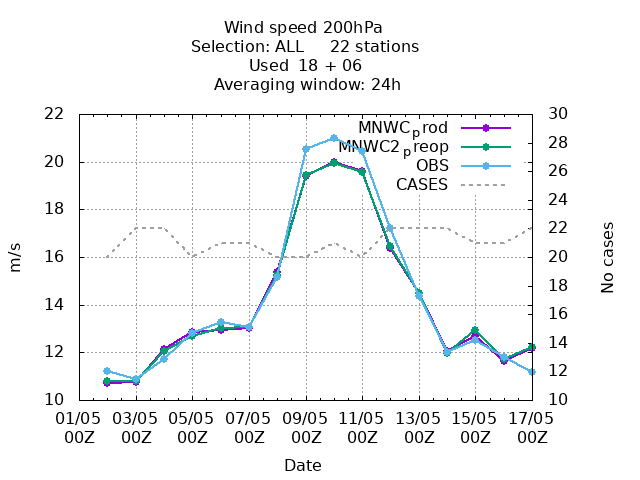 Wind speed 200hPa
Selection: ALL 22 stations
Used 18 + 06
Averaging window: 24h
22 30
MNWCprod
28
MNWC2preop
20 26
OBS
CASES
24
18
22
16 20
m/s
No cases
18
14 16
14
12
12
10 10
01/05 03/05 05/05 07/05 09/05 11/05 13/05 15/05 17/05
00Z 00Z 00Z 00Z 00Z 00Z 00Z 00Z 00Z
Date